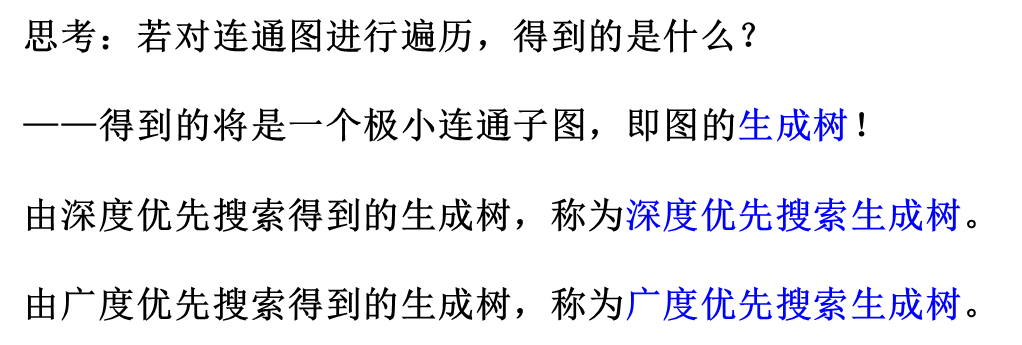 思考：若对连通图进行遍历，得到的是什么？
——得到的将是一个极小连通子图，即图的生成树！
由深度优先搜索得到的生成树，称为深度优先搜索生成树。
由广度优先搜索得到的生成树，称为广度优先搜索生成树。